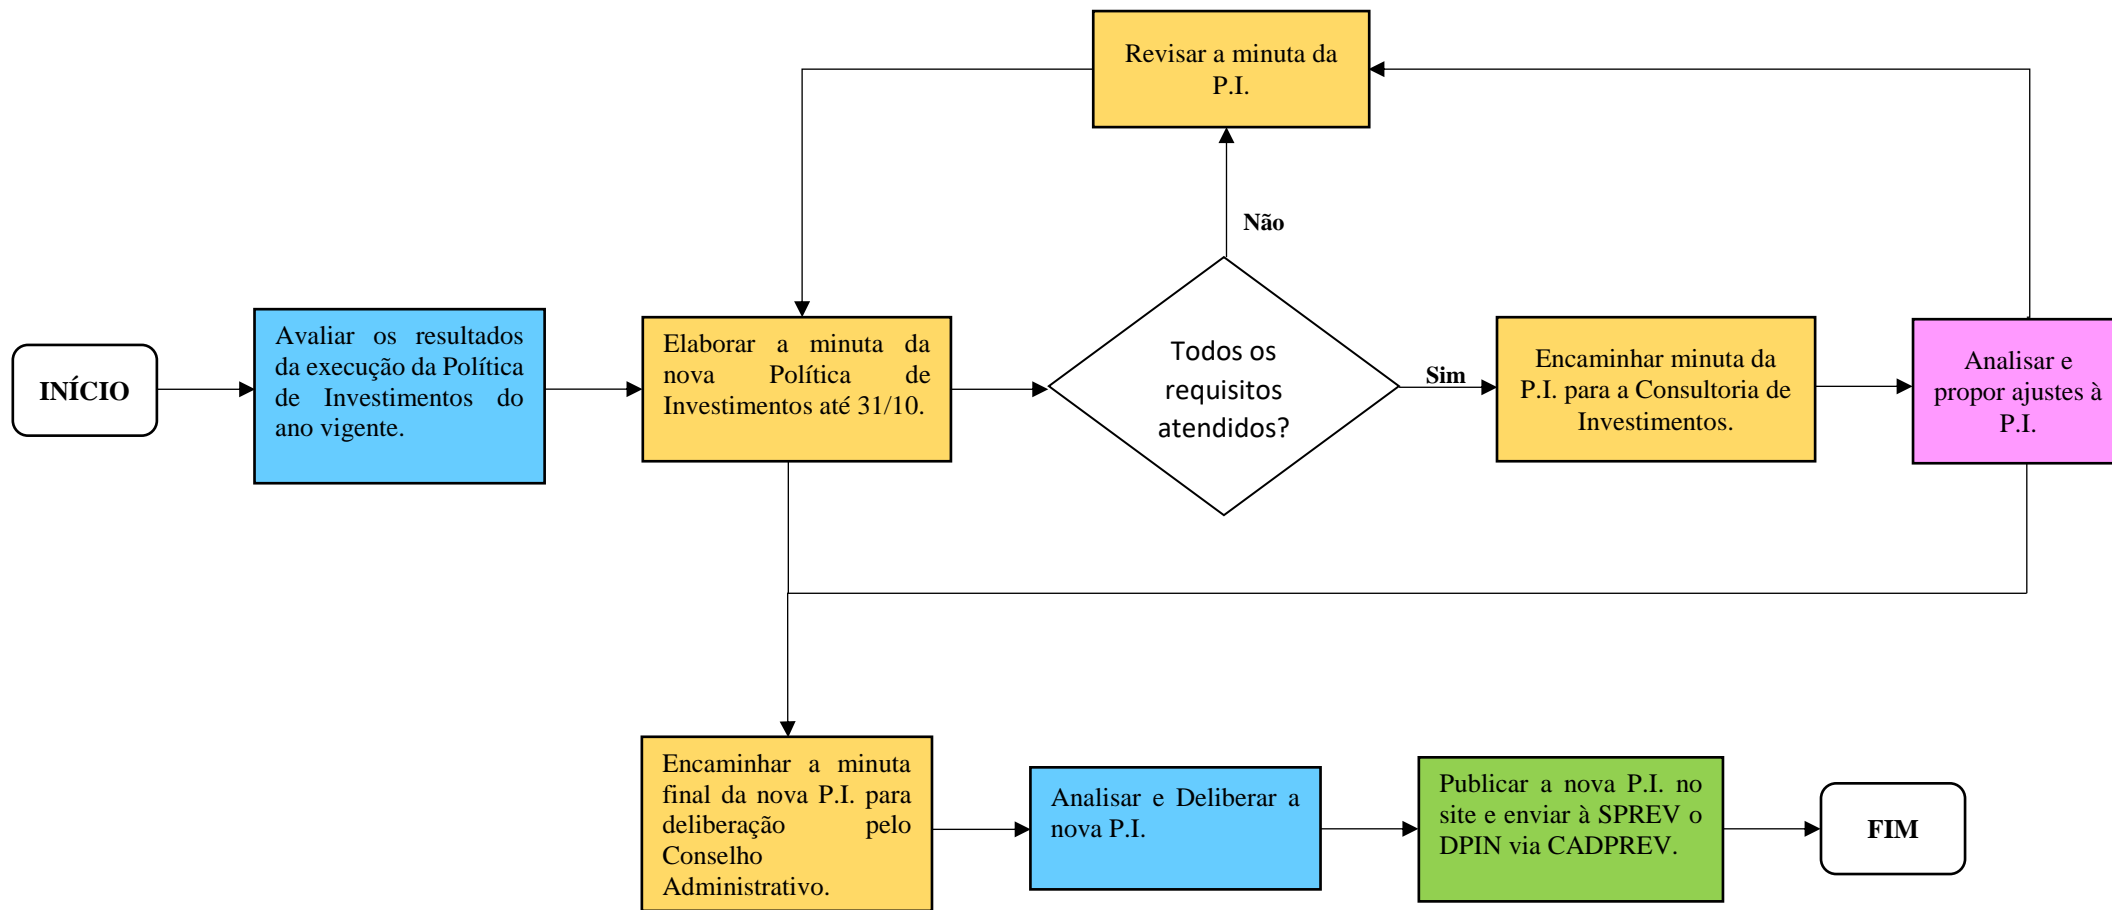 Revisar a minuta da
P.I.
Não
INÍCIO
Avaliar os resultados
da execução da Política
de Investimentos do
ano vigente.
Elaborar a minuta da
nova Política de
Investimentos até 31/10.
Todos os
requisitos
atendidos?
Sim
Encaminhar minuta da
P.I. para a Consultoria de
Investimentos.
Analisar e
propor ajustes à
P.I.
Encaminhar a minuta
final da nova P.I. para
deliberação pelo
Conselho
Administrativo.
Analisar e Deliberar a
nova P.I.
Publicar a nova P.I. no
site e enviar à SPREV o
DPIN via CADPREV.
FIM